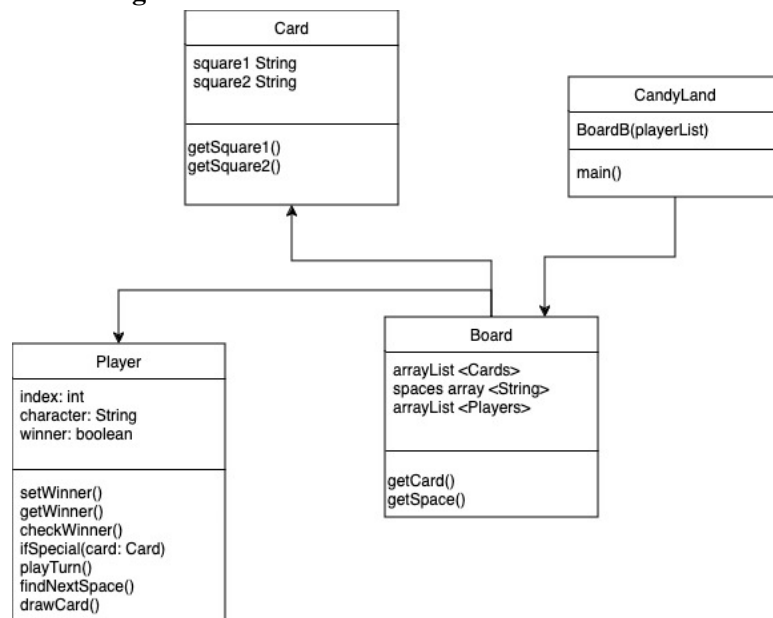 Card
square1 String
square2 String
getSquare1()
getSquare2()
CandyLand
BoardB(playerList)
main()
Player
index: int
character: String
winner: boolean
setWinner()
getWinner()
checkWinner()
ifSpecial(card: Card)
playTurn()
findNextSpace()
drawCard()
Board
arrayList <Cards>
spaces array <String>
arrayList <Players>
getCard()
getSpace()